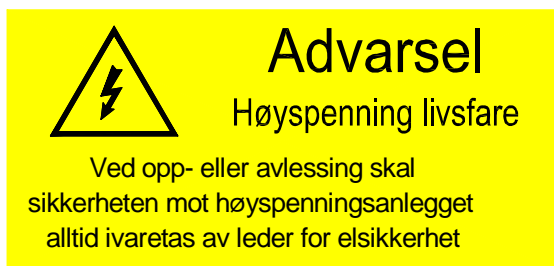 Advarsel
Høyspenning livsfare
Ved opp- eller avlessing skal
sikkerheten mot høyspenningsanlegget
alltid ivaretas av leder for elsikkerhet